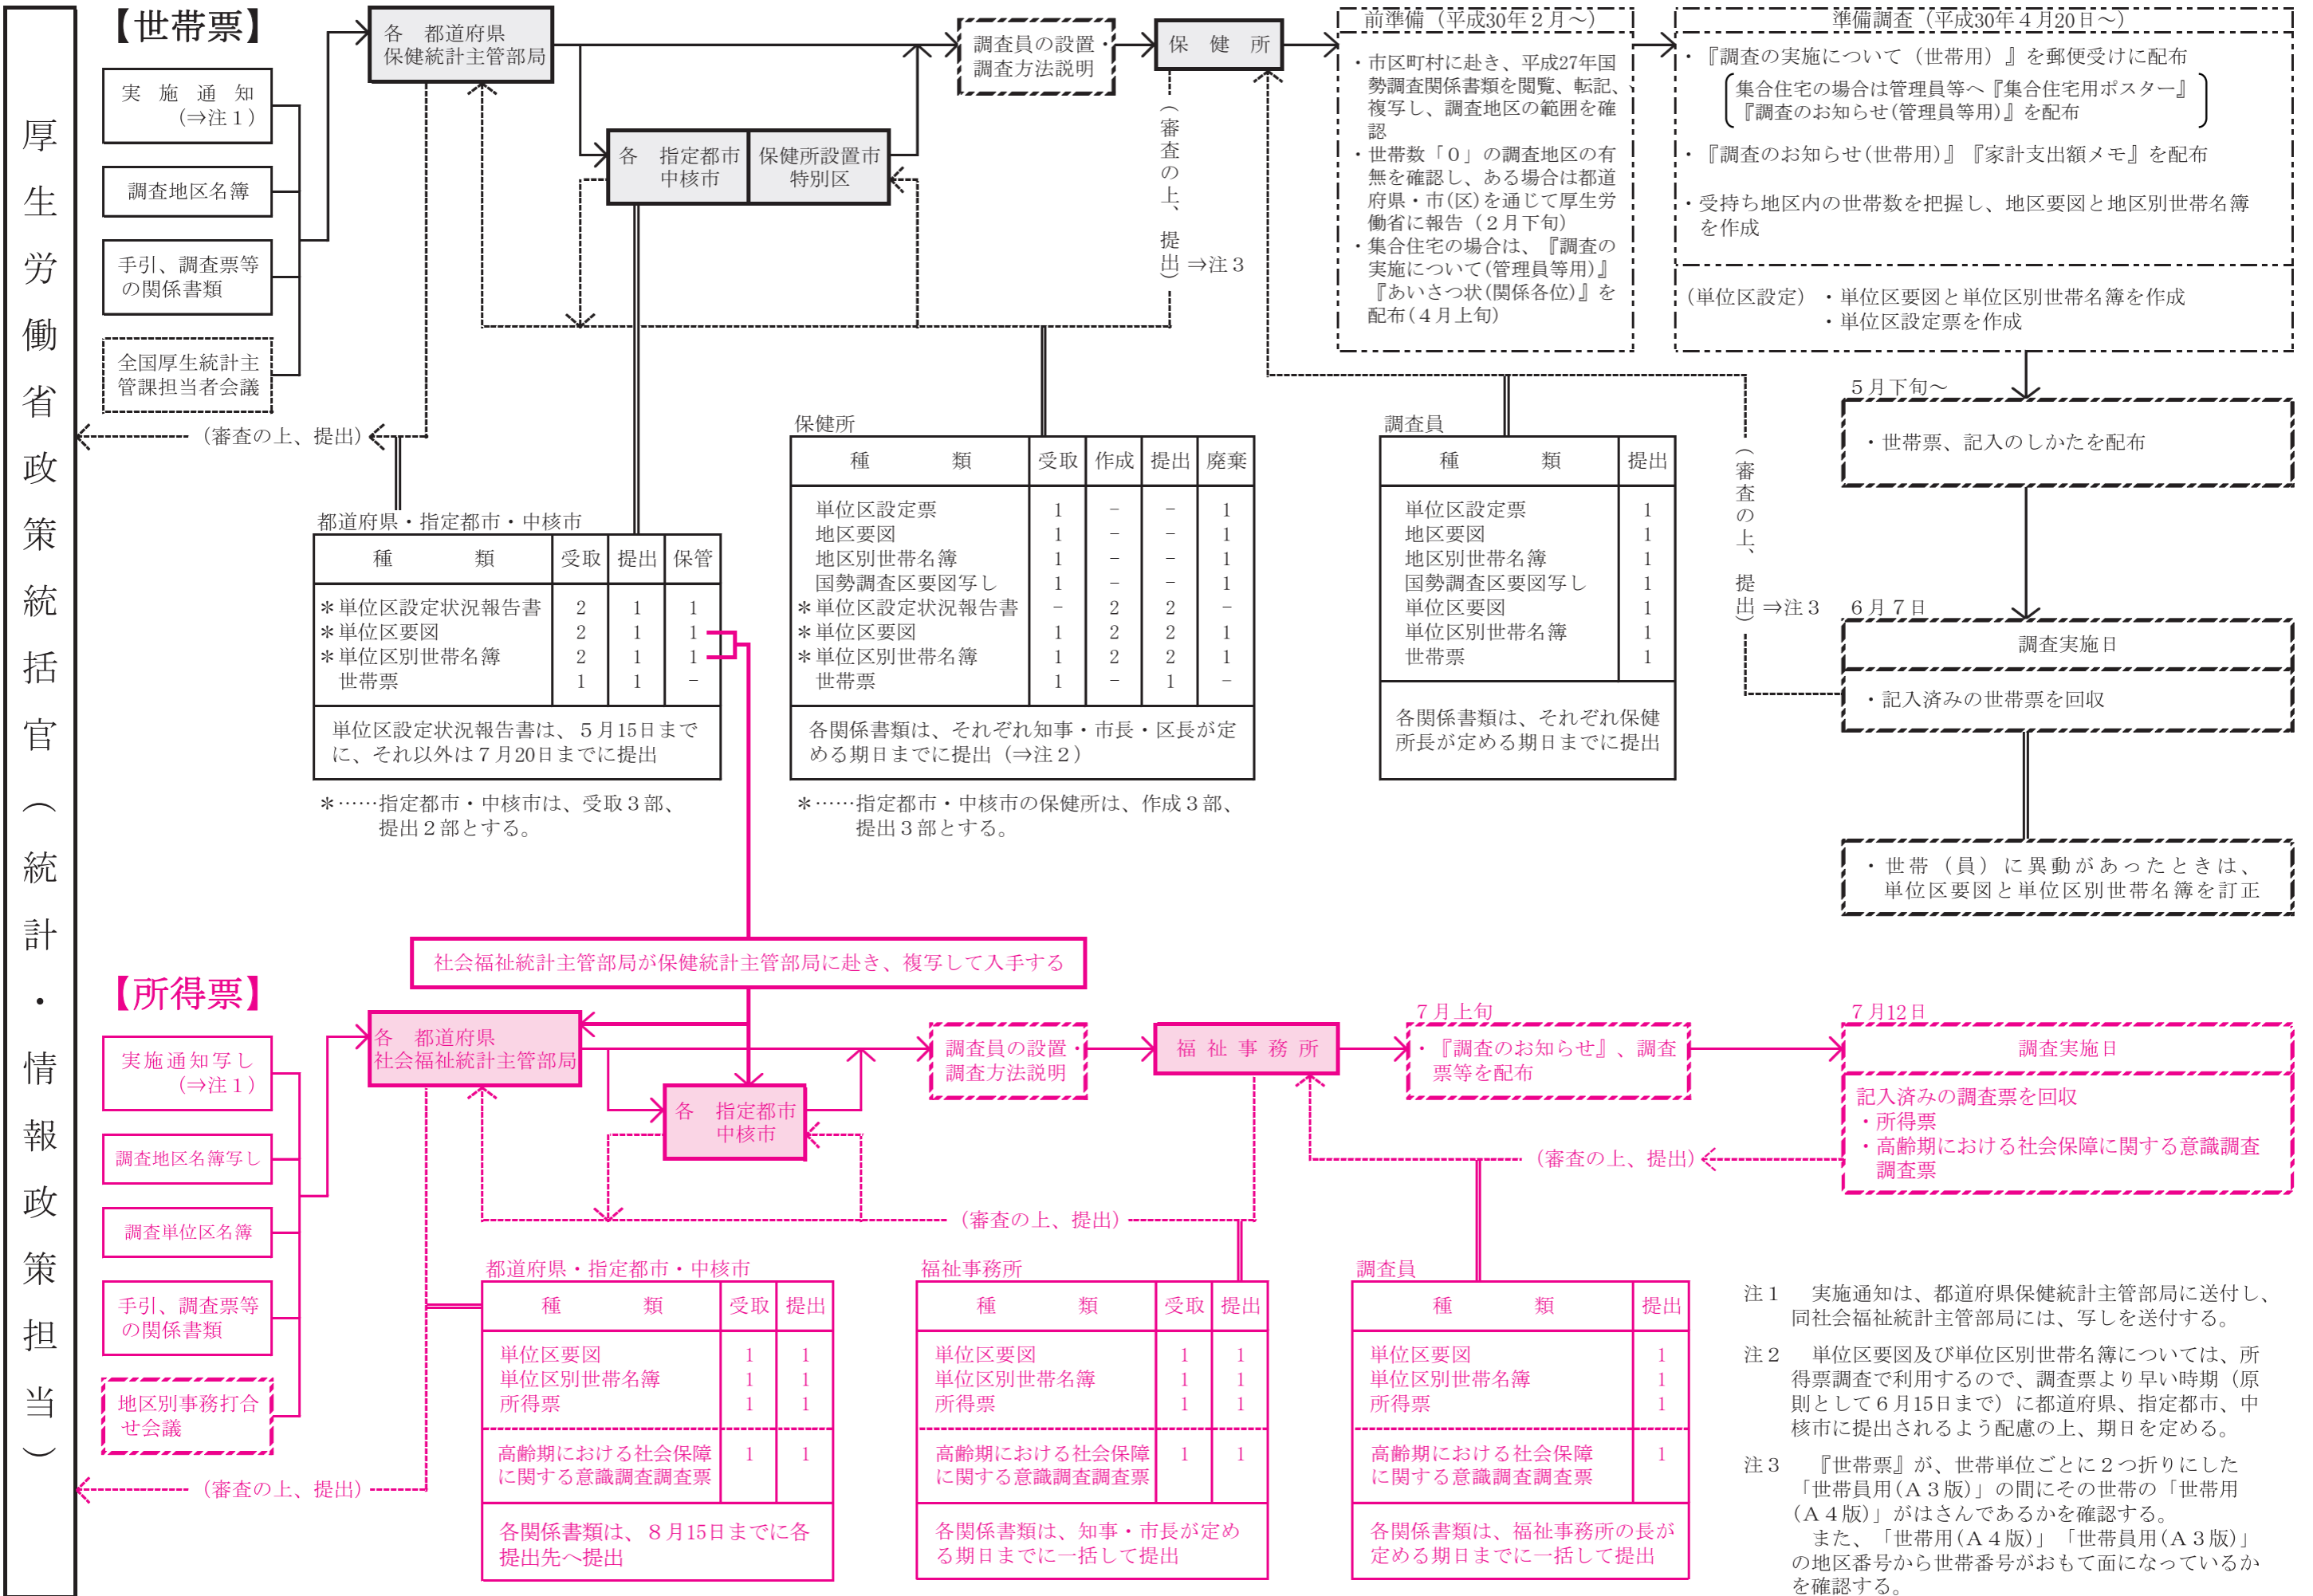 厚生労働省政策統括官（統計・情報政策担当）
【世帯票】
実施通知
(⇒注１)
調査地区名簿
手引、調査票等
の関係書類
全国厚生統計主
管課担当者会議
各　都道府県
保健統計主管部局
各　指定都市
中核市
保健所設置市
特別区
調査員の設置・
調査方法説明
保　健　所
（審査の上、提出）⇒注３
前準備（平成30年２月～）
・市区町村に赴き、平成27年国
勢調査関係書類を閲覧、転記、
複写し、調査地区の範囲を確
認
・世帯数「０」の調査地区の有
無を確認し、ある場合は都道
府県・市(区)を通じて厚生労
働省に報告（２月下旬）
・集合住宅の場合は、『調査の
実施について(管理員等用)』
『あいさつ状(関係各位)』を
配布(４月上旬)
準備調査（平成30年４月20日～）
・『調査の実施について（世帯用）』を郵便受けに配布
集合住宅の場合は管理員等へ『集合住宅用ポスター』
『調査のお知らせ(管理員等用)』を配布
・『調査のお知らせ(世帯用)』『家計支出額メモ』を配布
・受持ち地区内の世帯数を把握し、地区要図と地区別世帯名簿
を作成
(単位区設定）・単位区要図と単位区別世帯名簿を作成
・単位区設定票を作成
５月下旬～
・世帯票、記入のしかたを配布
（審査の上、提出）⇒注３
６月７日
調査実施日
・記入済みの世帯票を回収
・世帯（員）に異動があったときは、
単位区要図と単位区別世帯名簿を訂正
（審査の上、提出）
都道府県・指定都市・中核市
種　類　受取　提出　保管
＊単位区設定状況報告書　2　1　1
＊単位区要図　2　1　1
＊単位区別世帯名簿　2　1　1
世帯票　1　1　－
単位区設定状況報告書は、５月15日まで
に、それ以外は７月20日までに提出
＊……指定都市・中核市は、受取３部、
提出２部とする。
保健所
種　類　受取　作成　提出　廃棄
単位区設定票　1　－　－　1
地区要図　1　－　－　1
地区別世帯名簿　1　－　－　1
国勢調査区要図写し　1　－　－　1
＊単位区設定状況報告書　－　2　2　－
＊単位区要図　1　2　2　1
＊単位区別世帯名簿　1　2　2　1
世帯票　1　－　1　－
各関係書類は、それぞれ知事・市長・区長が定
める期日までに提出（⇒注２）
＊……指定都市・中核市の保健所は、作成３部、
提出３部とする。
調査員
種　類　提出
単位区設定票　1
地区要図　1
地区別世帯名簿　1
国勢調査区要図写し　1
単位区要図　1
単位区別世帯名簿　1
世帯票　1
各関係書類は、それぞれ保健
所長が定める期日までに提出
社会福祉統計主管部局が保健統計主管部局に赴き、複写して入手する
【所得票】
実施通知写し
(⇒注１)
調査地区名簿写し
調査単位区名簿
手引、調査票等
の関係書類
地区別事務打合
せ会議
各　都道府県
社会福祉統計主管部局
各　指定都市
中核市
調査員の設置・
調査方法説明
福祉事務所
７月上旬
・『調査のお知らせ』、調査
票等を配布
７月12日
調査実施日
記入済みの調査票を回収
・所得票
・高齢期における社会保障に関する意識調査
調査票
（審査の上、提出）
（審査の上、提出）
（審査の上、提出）
都道府県・指定都市・中核市
種　類　受取　提出
単位区要図　1　1
単位区別世帯名簿　1　1
所得票　1　1
高齢期における社会保障　1　1
に関する意識調査調査票
各関係書類は、８月15日までに各
提出先へ提出
福祉事務所
種　類　受取　提出
単位区要図　1　1
単位区別世帯名簿　1　1
所得票　1　1
高齢期における社会保障　1　1
に関する意識調査調査票
各関係書類は、知事・市長が定め
る期日までに一括して提出
調査員
種　類　提出
単位区要図　1
単位区別世帯名簿　1
所得票　1
高齢期における社会保障　1
に関する意識調査調査票
各関係書類は、福祉事務所の長が
定める期日までに一括して提出
注１　実施通知は、都道府県保健統計主管部局に送付し、
同社会福祉統計主管部局には、写しを送付する。
注２　単位区要図及び単位区別世帯名簿については、所
得票調査で利用するので、調査票より早い時期（原
則として６月15日まで）に都道府県、指定都市、中
核市に提出されるよう配慮の上、期日を定める。
注３　『世帯票』が、世帯単位ごとに２つ折りにした
「世帯員用(Ａ３版)」の間にその世帯の「世帯用
(Ａ４版)」がはさんであるかを確認する。
また、「世帯用(Ａ４版)」「世帯員用(Ａ３版)」
の地区番号から世帯番号がおもて面になっているか
を確認する。